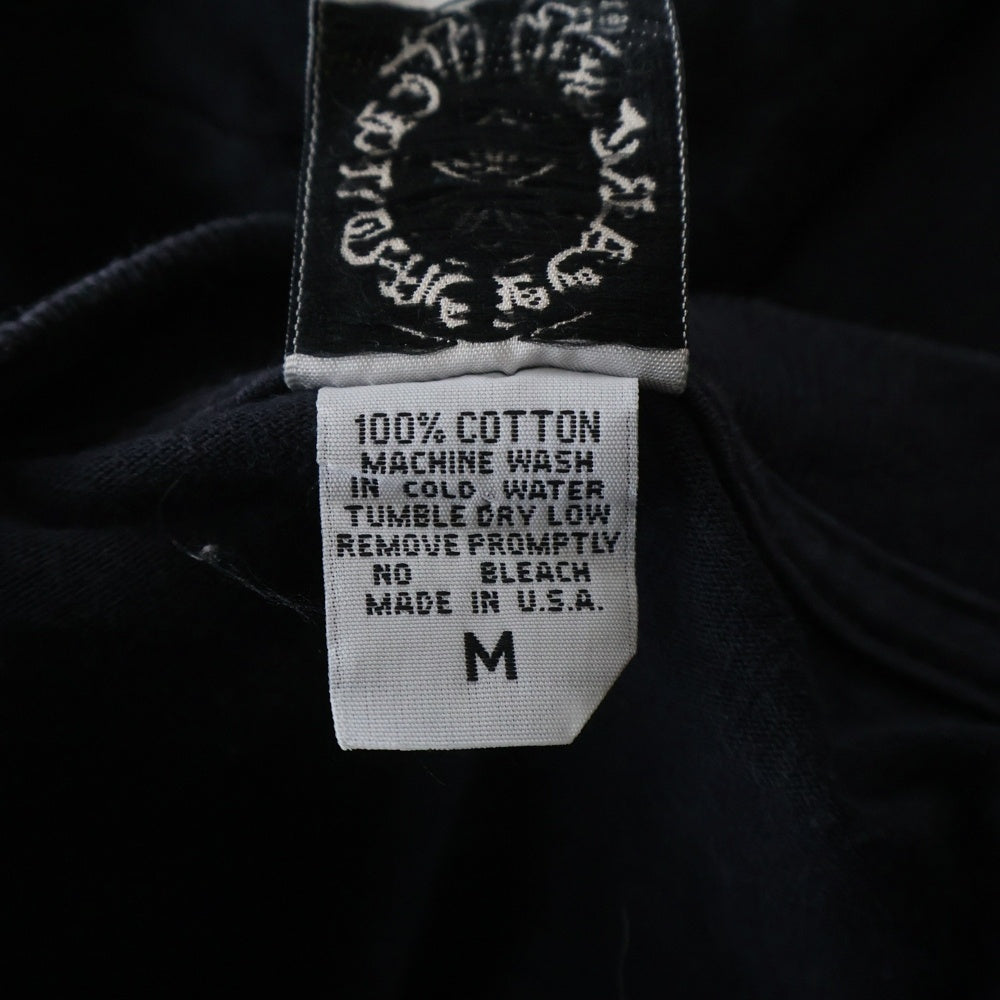 100% COTTON
MACHINE WASH
IN COLD WATER
TUMBLE DRY LOW
REMOVE PROMPTLY
NO BLEACH
MADE IN U.S.A.
M